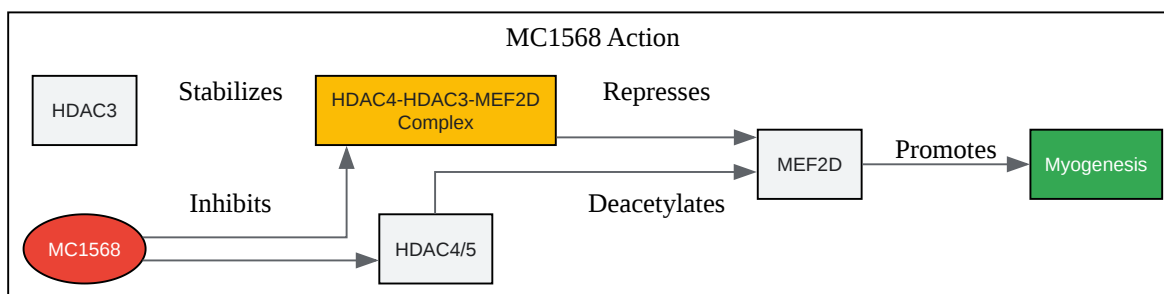 MC1568 Action
HDAC3
Stabilizes
HDAC4-HDAC3-MEF2D
Complex
Represses
MEF2D
Promotes
Myogenesis
Inhibits
Deacetylates
MC1568
HDAC4/5